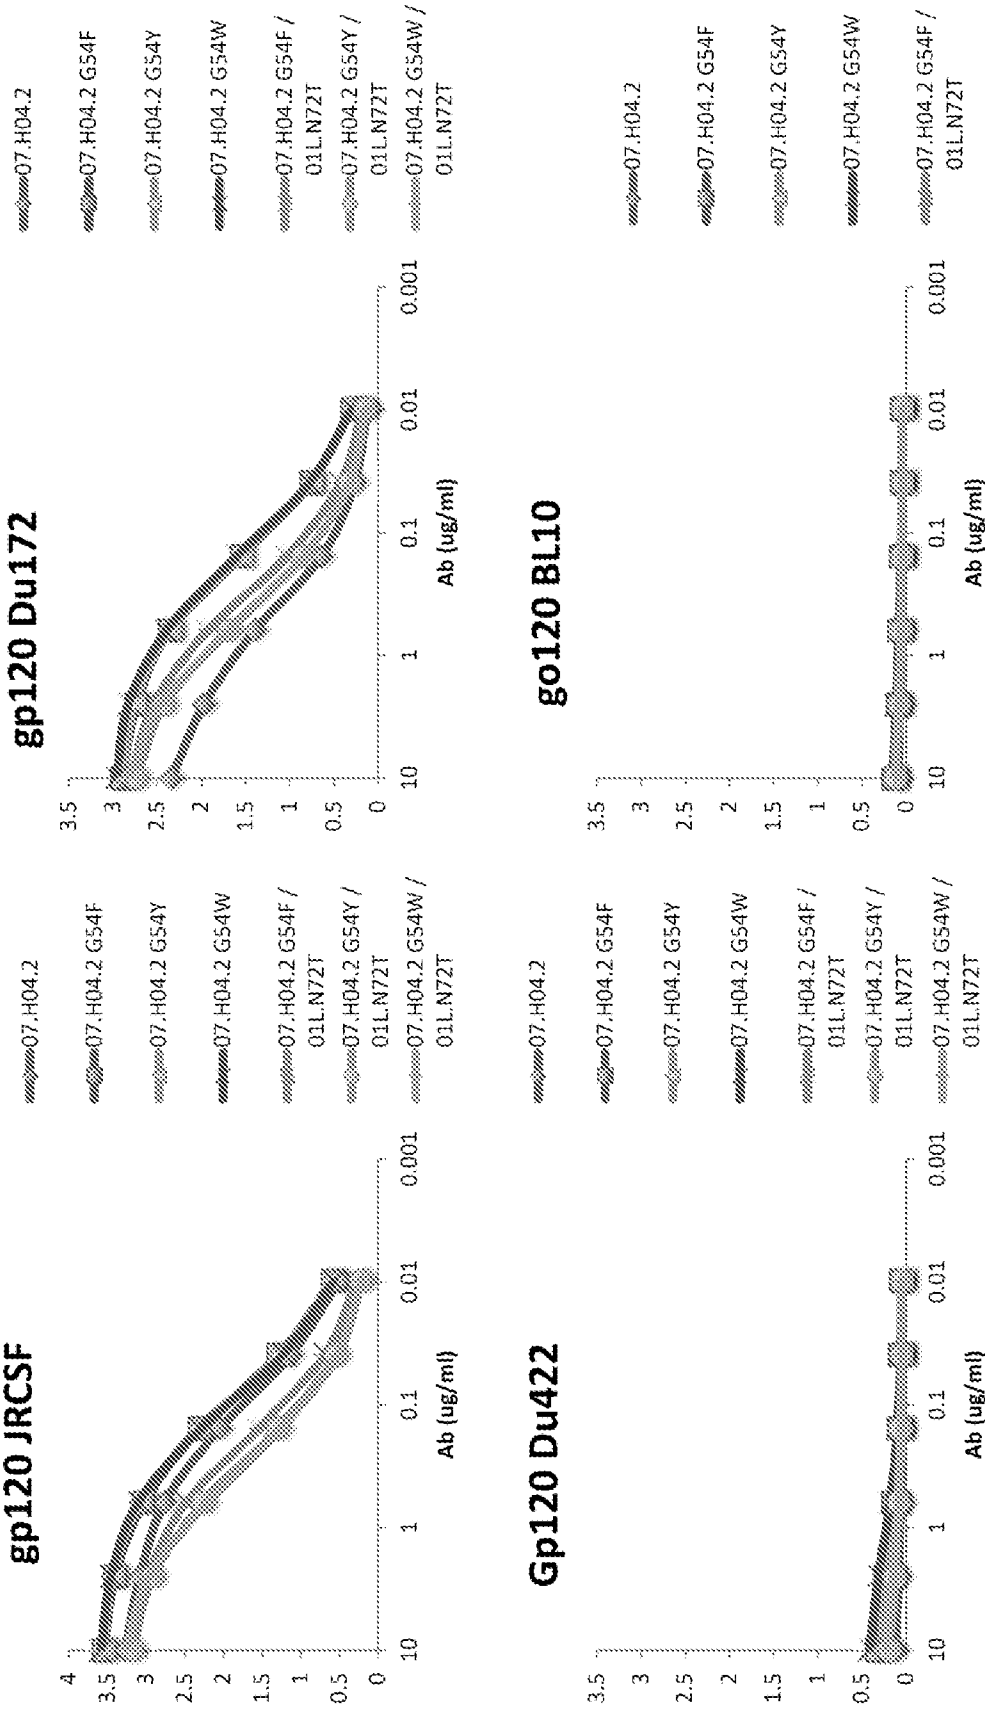 gp120 JRCSF
4
3.5
3
2.5
2
1.5
1
0.5
0
10
1
0.1
0.01
0.001
Ab (ug/ml)
07.H04.2
07.H04.2 G54F
07.H04.2 G54Y
07.H04.2 G54W
07.H04.2 G54F /
01L.N72T
07.H04.2 G54Y /
01L.N72T
07.H04.2 G54W /
01L.N72T
gp120 Du172
3.5
3
2.5
2
1.5
1
0.5
0
10
1
0.1
0.01
0.001
Ab (ug/ml)
07.H04.2
07.H04.2 G54F
07.H04.2 G54Y
07.H04.2 G54W
07.H04.2 G54F /
01L.N72T
07.H04.2 G54Y /
01L.N72T
07.H04.2 G54W /
01L.N72T
Gp120 Du422
3.5
3
2.5
2
1.5
1
0.5
0
10
1
0.1
0.01
0.001
Ab (ug/ml)
07.H04.2
07.H04.2 G54F
07.H04.2 G54Y
07.H04.2 G54W
07.H04.2 G54F /
01L.N72T
07.H04.2 G54Y /
01L.N72T
07.H04.2 G54W /
01L.N72T
go120 BL10
3.5
3
2.5
2
1.5
1
0.5
0
10
1
0.1
0.01
0.001
Ab (ug/ml)
07.H04.2
07.H04.2 G54F
07.H04.2 G54Y
07.H04.2 G54W
07.H04.2 G54F /
01L.N72T